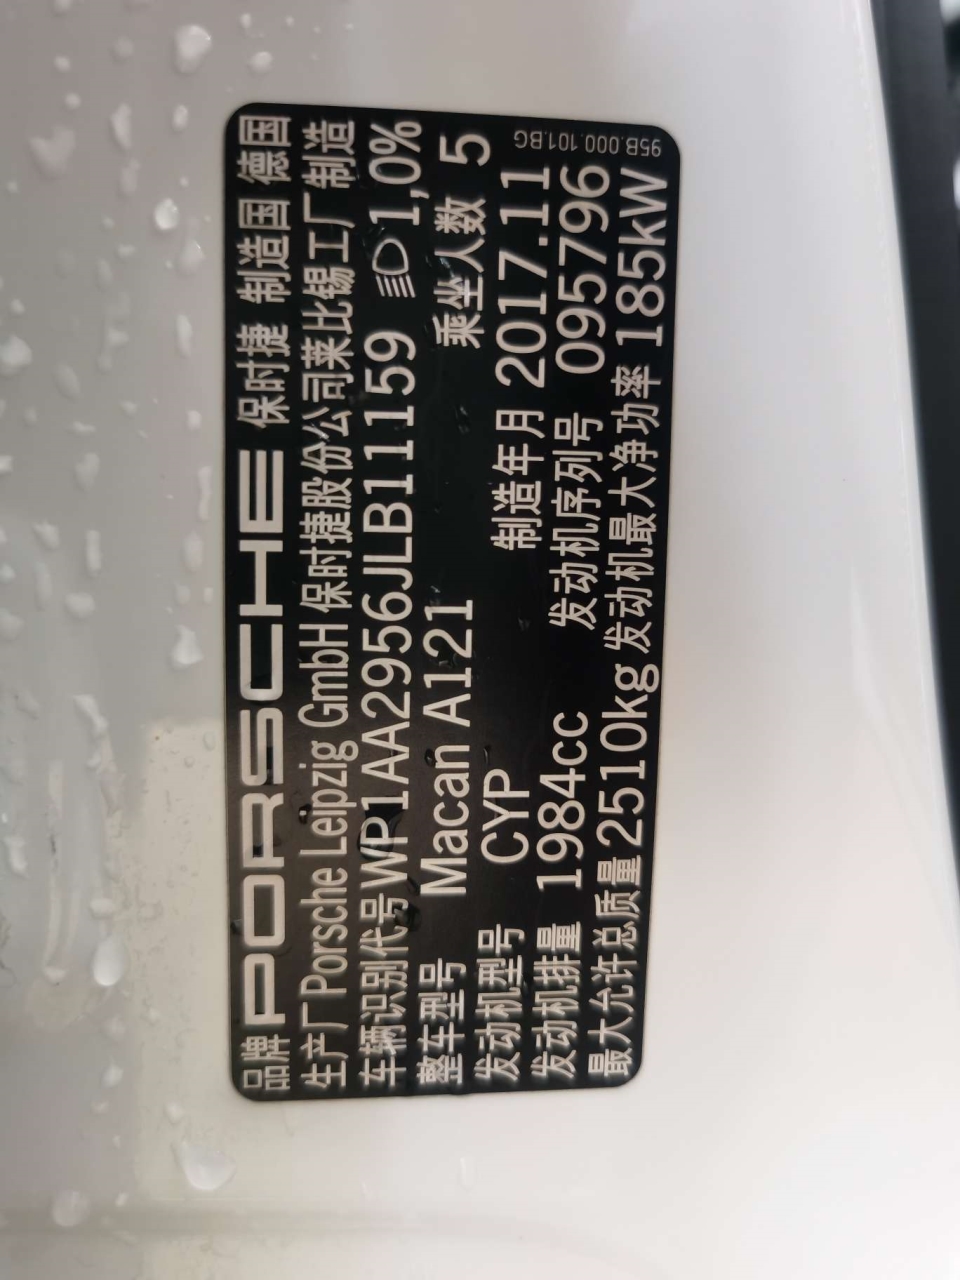 品牌 PORSCHE 保时捷 制造国 德国
生产厂 Porsche Leipzig GmbH 保时捷股份公司莱比锡工厂 制造
车辆识别代号 WP1AA2956JLB11159 1,0%
整车型号 Macan A121 乘坐人数 5
发动机型号 CYP 制造年月 2017.11
发动机排量 1984cc 发动机序列号 095796
最大允许总质量 2510kg 发动机最大净功率 185kW
95B.000.101.BG